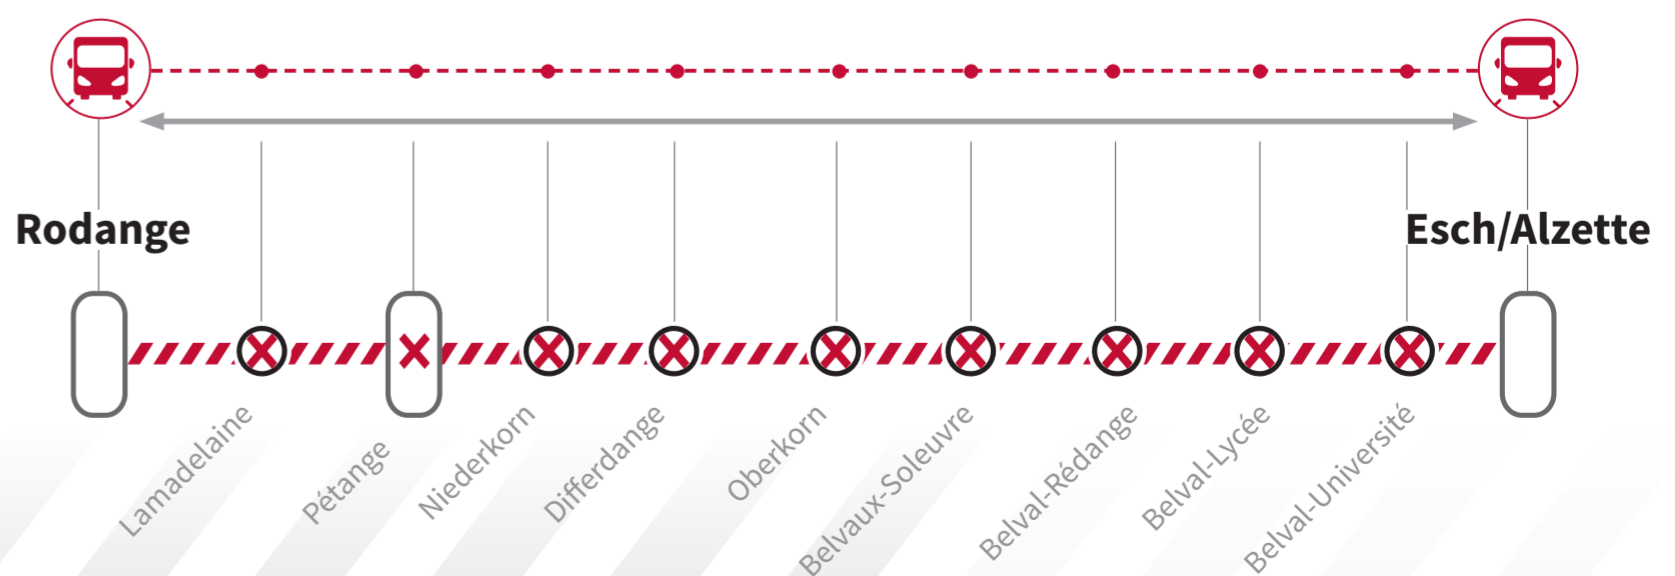 Rodange
Esch/Alzette
Lamadelaine
Pétange
Niederkorn
Differdange
Oberkorn
Belvaux-Soleuvre
Belval-Rédange
Belval-Lycée
Belval-Université